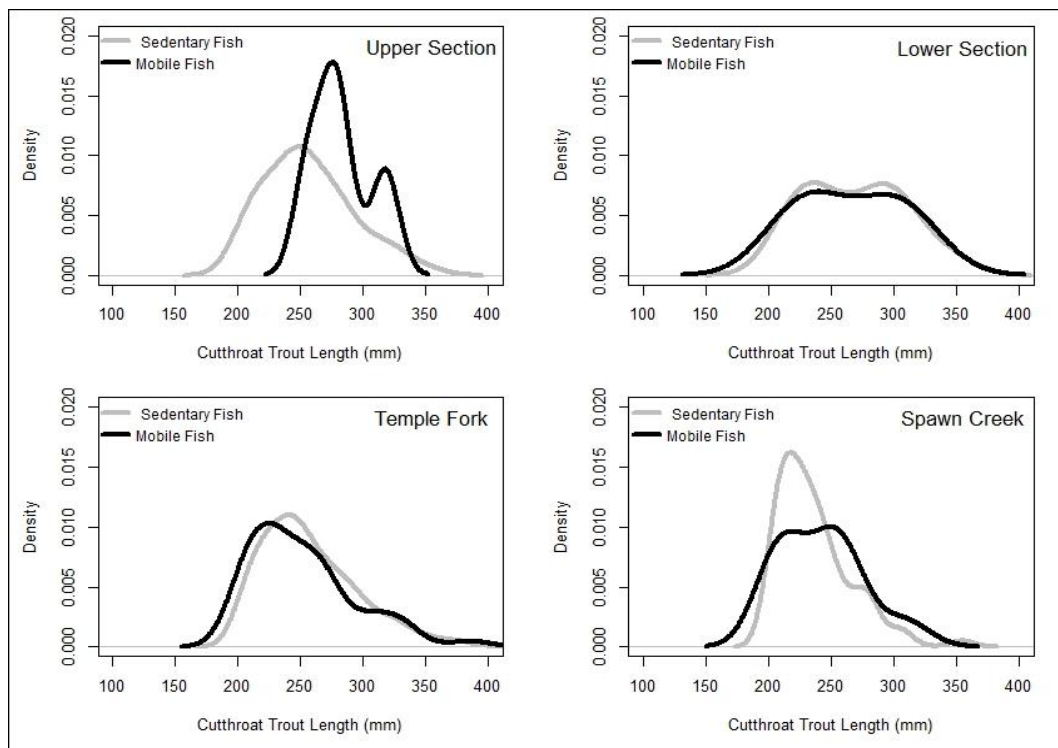 Upper Section
Sedentary Fish
Mobile Fish
Density
0.000 0.005 0.010 0.015 0.020
100 150 200 250 300 350 400
Cutthroat Trout Length (mm)
Lower Section
Sedentary Fish
Mobile Fish
Density
0.000 0.005 0.010 0.015 0.020
100 150 200 250 300 350 400
Cutthroat Trout Length (mm)
Temple Fork
Sedentary Fish
Mobile Fish
Density
0.000 0.005 0.010 0.015 0.020
100 150 200 250 300 350 400
Cutthroat Trout Length (mm)
Spawn Creek
Sedentary Fish
Mobile Fish
Density
0.000 0.005 0.010 0.015 0.020
100 150 200 250 300 350 400
Cutthroat Trout Length (mm)